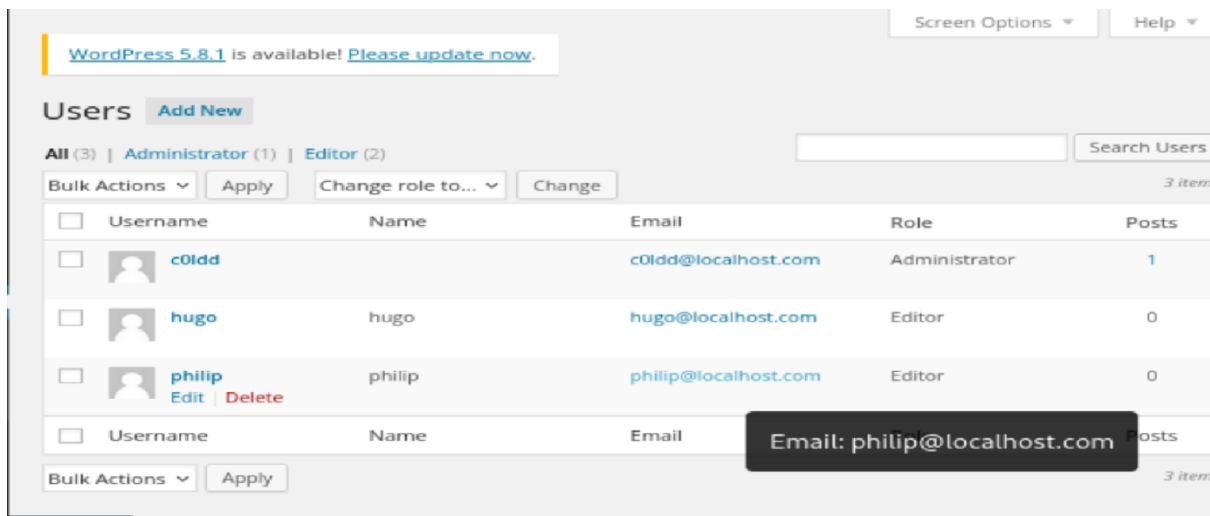 Screen Options Help
WordPress 5.8.1 is available! Please update now.
Users Add New
All (3) | Administrator (1) | Editor (2)
Search Users
Bulk Actions Apply Change role to... Change 3 item
Username Name Email Role Posts
c0ldd c0ldd@localhost.com Administrator 1
hugo hugo hugo@localhost.com Editor 0
philip philip philip@localhost.com Editor 0
Edit | Delete
Username Name Email Posts
Email: philip@localhost.com
Bulk Actions Apply 3 item